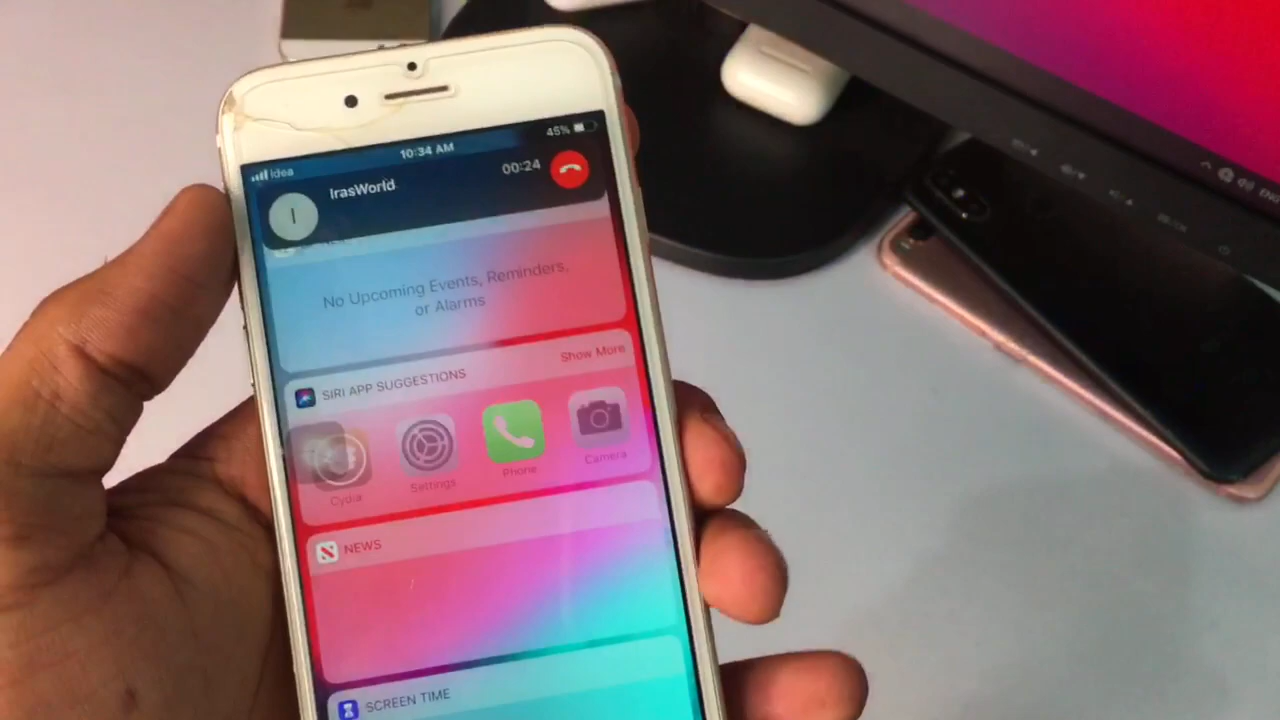 45%
10:34 AM
Idea
IrasWorld
00:24
I
No Upcoming Events, Reminders,
or Alarms
Show More
SIRI APP SUGGESTIONS
Cydia
Settings
Phone
Camera
NEWS
SCREEN TIME
ENG